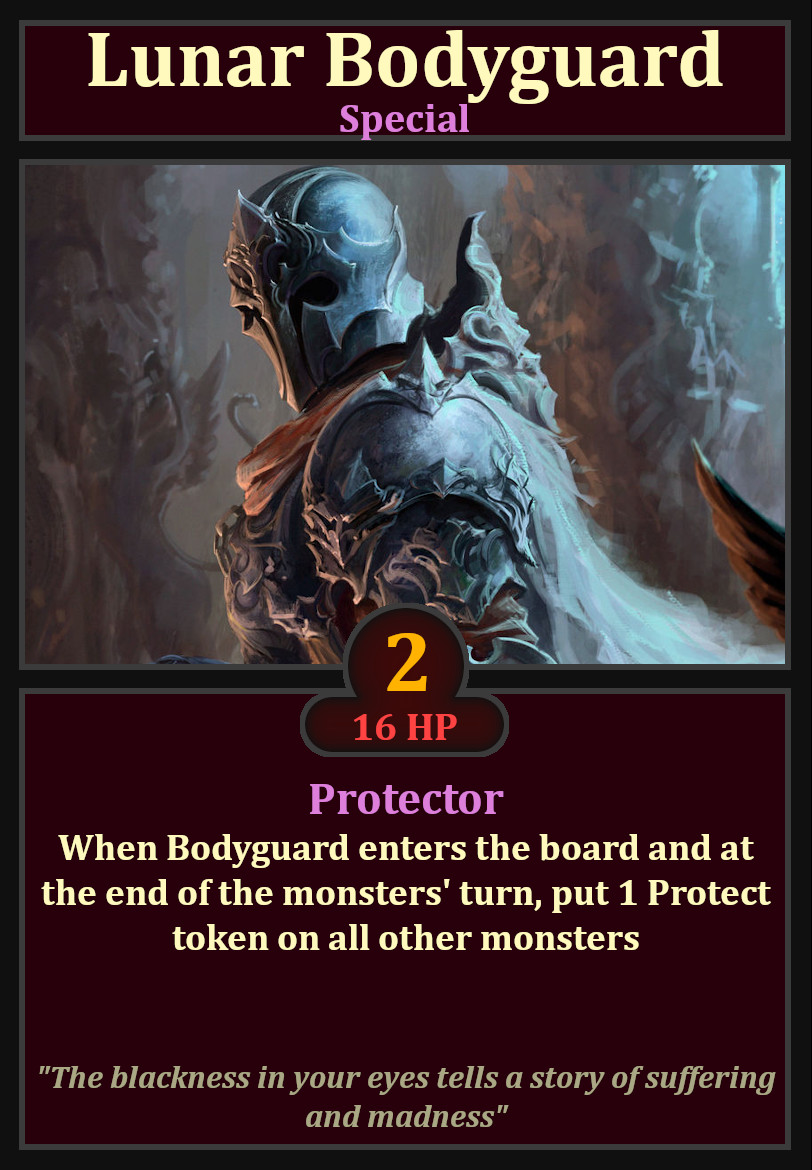 Lunar Bodyguard
Special
2
16 HP
Protector
When Bodyguard enters the board and at
the end of the monsters' turn, put 1 Protect
token on all other monsters
"The blackness in your eyes tells a story of suffering
and madness"